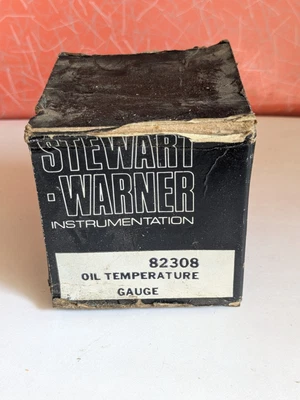 STEWART
·WARNER
INSTRUMENTATION
82308
OIL TEMPERATURE
GAUGE